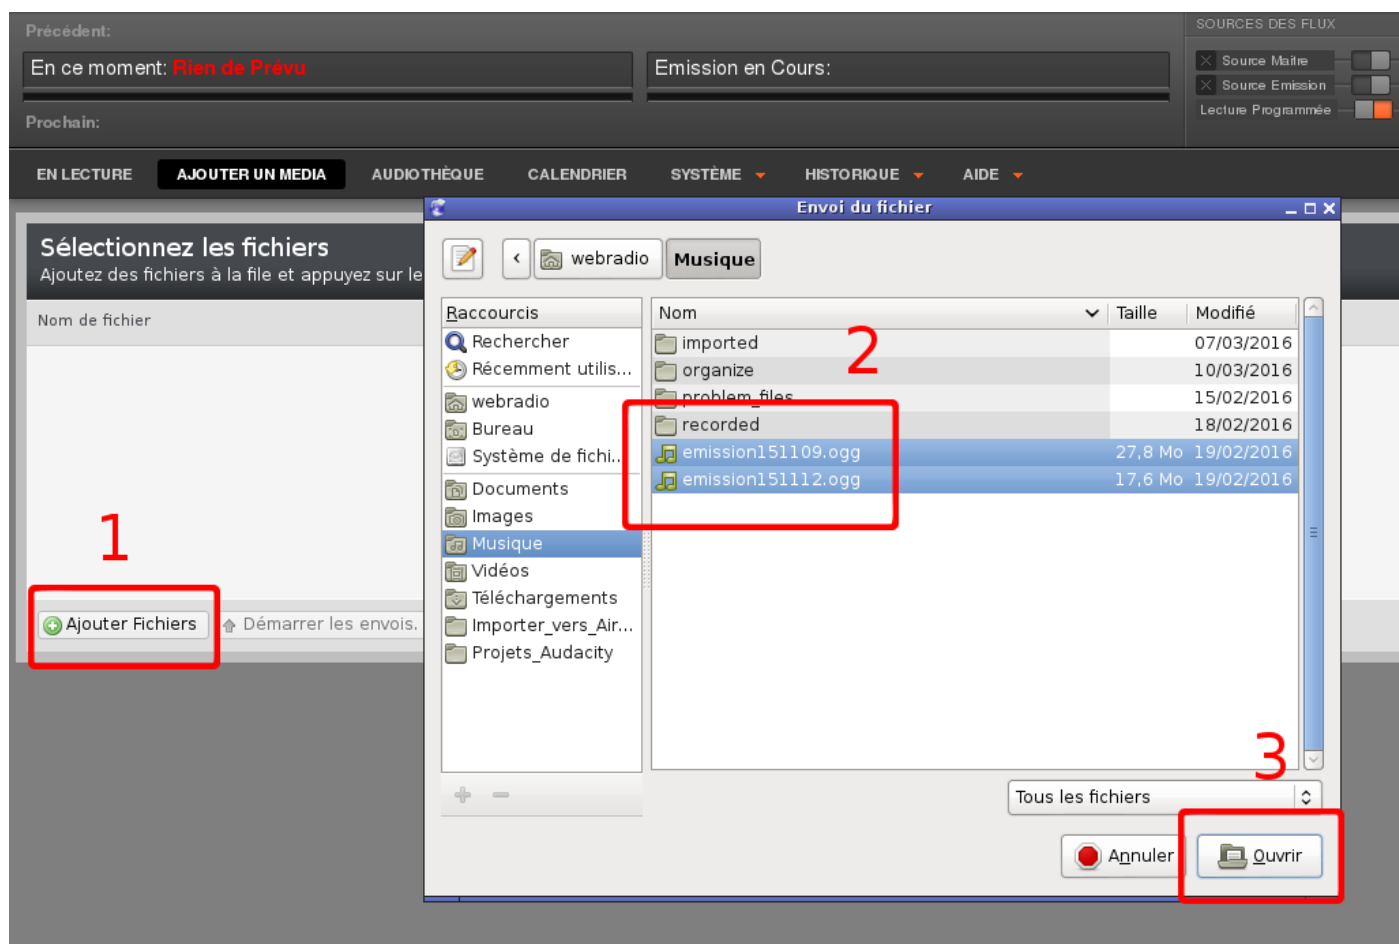 Précédent:
SOURCES DES FLUX
En ce moment: Rien de Prévu
Emission en Cours:
Source Maître
Source Emission
Lecture Programmée
Prochain:
EN LECTURE AJOUTER UN MEDIA AUDIOTHÈQUE CALENDRIER SYSTÈME HISTORIQUE AIDE
Envoi du fichier
Sélectionnez les fichiers
Ajoutez des fichiers à la file et appuyez sur le
Nom de fichier
webradio Musique
Raccourcis
Rechercher
Récemment utilis...
webradio
Bureau
Système de fichi...
Documents
Images
Musique
Vidéos
Téléchargements
Importer_vers_Air...
Projets_Audacity
Nom Taille Modifié
imported 07/03/2016
organize 10/03/2016
problem_files 15/02/2016
recorded 18/02/2016
emission151109.ogg 27,8 Mo 19/02/2016
emission151112.ogg 17,6 Mo 19/02/2016
2
1
Ajouter Fichiers Démarrer les envois.
3
Tous les fichiers
Annuler Ouvrir